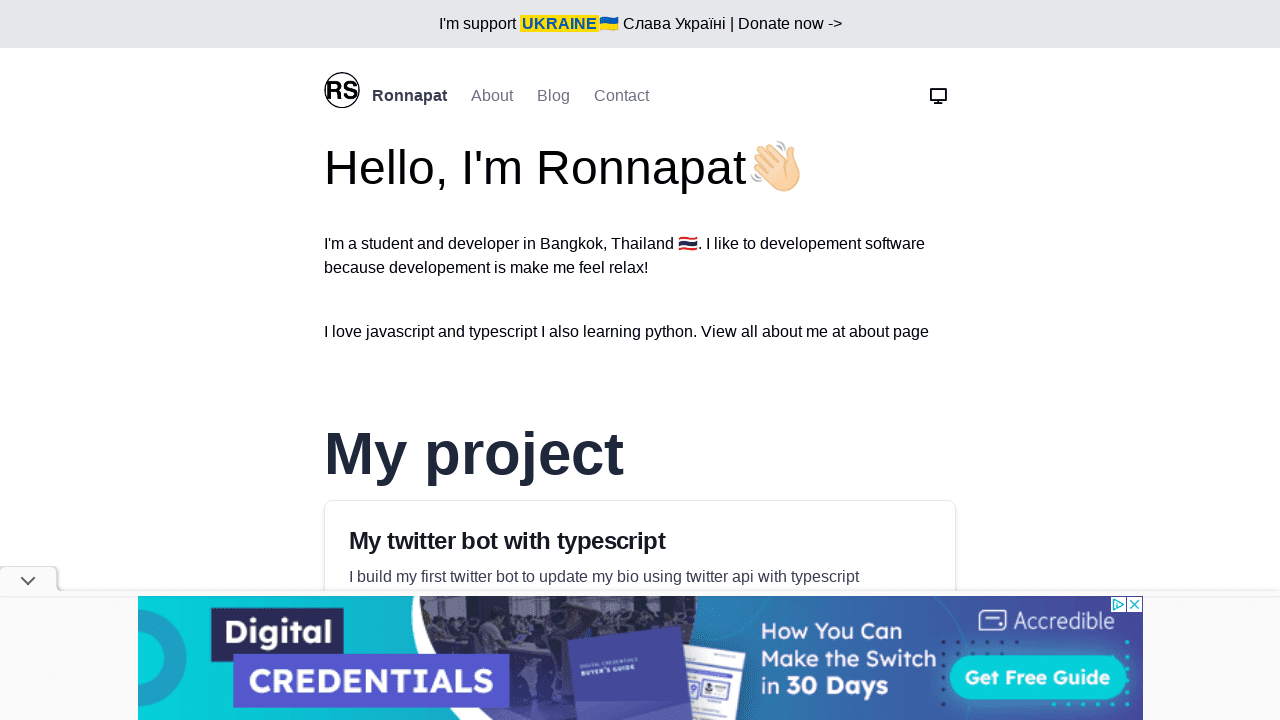 I'm support UKRAINE🇺🇦 Слава Україні | Donate now ->
RS Ronnapat About Blog Contact
Hello, I'm Ronnapat👋🏻
I'm a student and developer in Bangkok, Thailand 🇹🇭. I like to developement software
because developement is make me feel relax!
I love javascript and typescript I also learning python. View all about me at about page
My project
My twitter bot with typescript
I build my first twitter bot to update my bio using twitter api with typescript
Digital
CREDENTIALS
DIGITAL CREDENTIALS
BUYER'S GUIDE
How You Can
Make the Switch
in 30 Days
Accredible
Get Free Guide